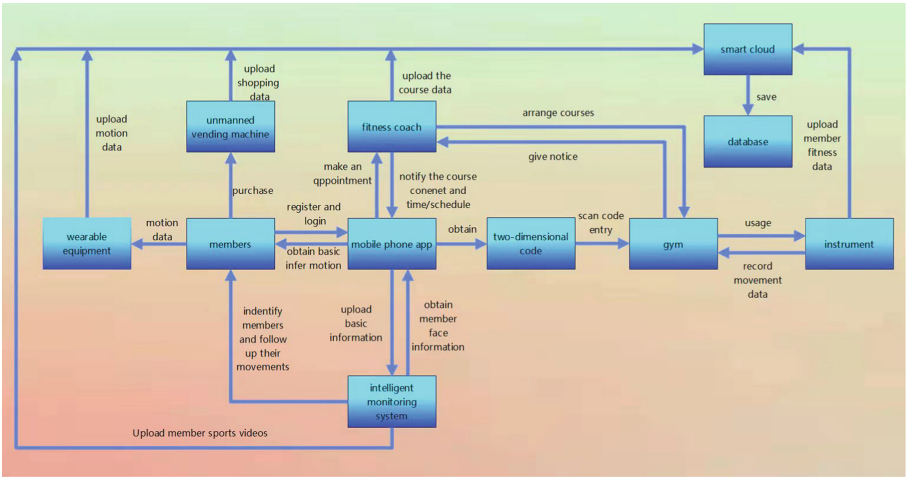 smart cloud
upload
shopping
data
upload the
course data
upload
motion
data
unmanned
vending machine
fitness coach
arrange courses
save
database
upload
member
fitness
data
give notice
make an
qppointment
notify the course
conenet and
time/schedule
purchase
register and
login
wearable
equipment
motion
data
members
obtain basic
infer motion
mobile phone app
obtain
two-dimensional
code
scan code
entry
gym
usage
instrument
record
movement
data
indentify
members
and follow
up their
movements
upload
basic
information
obtain
member
face
information
intelligent
monitoring
system
Upload member sports videos